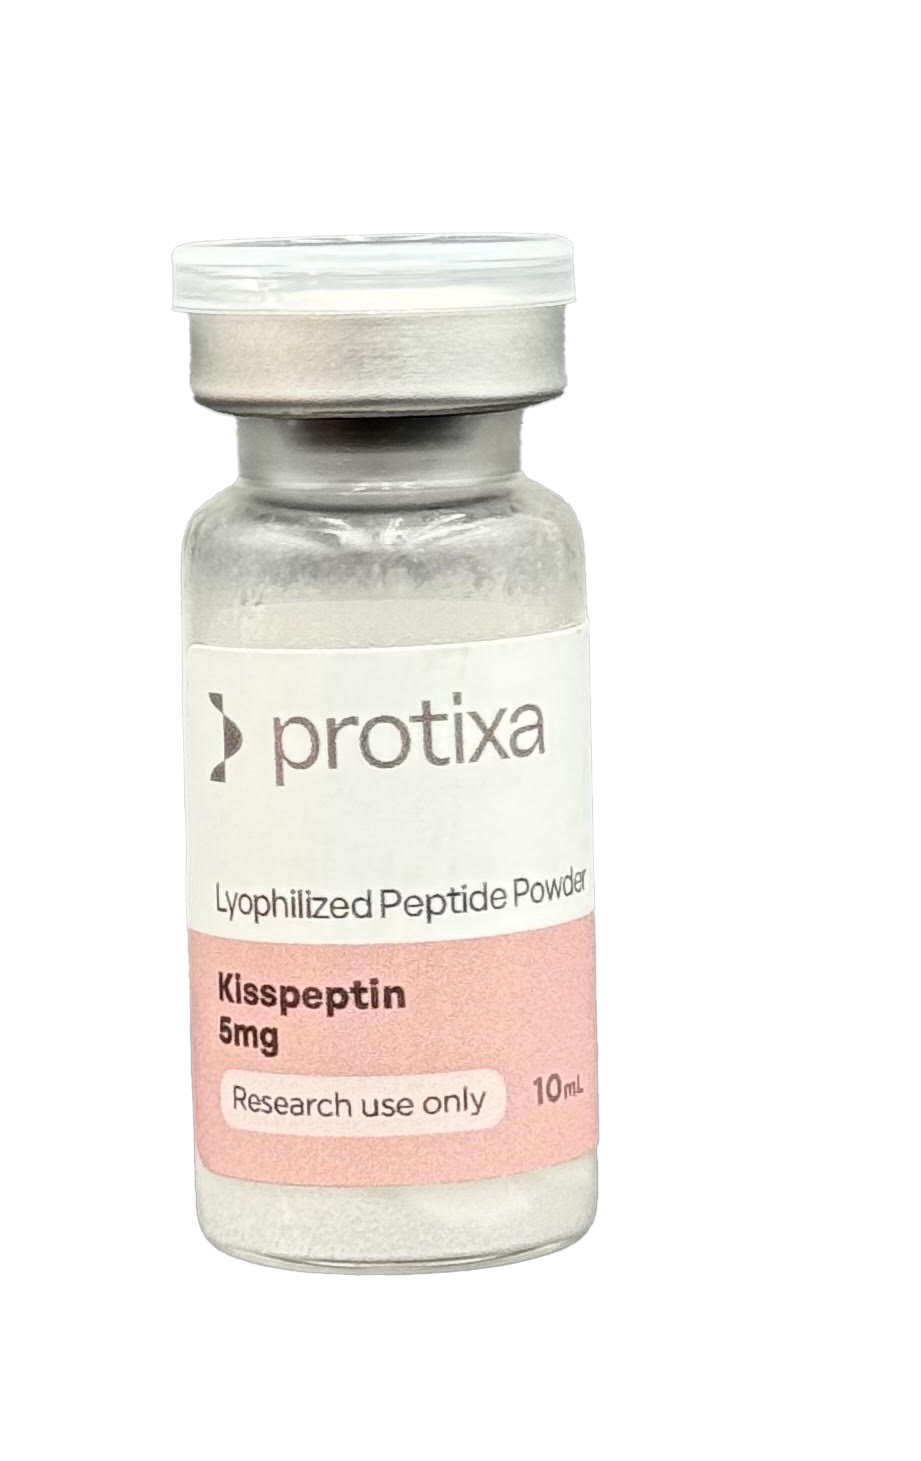 protixa
Lyophilized Peptide Powder
Kisspeptin
5mg
Research use only
10mL